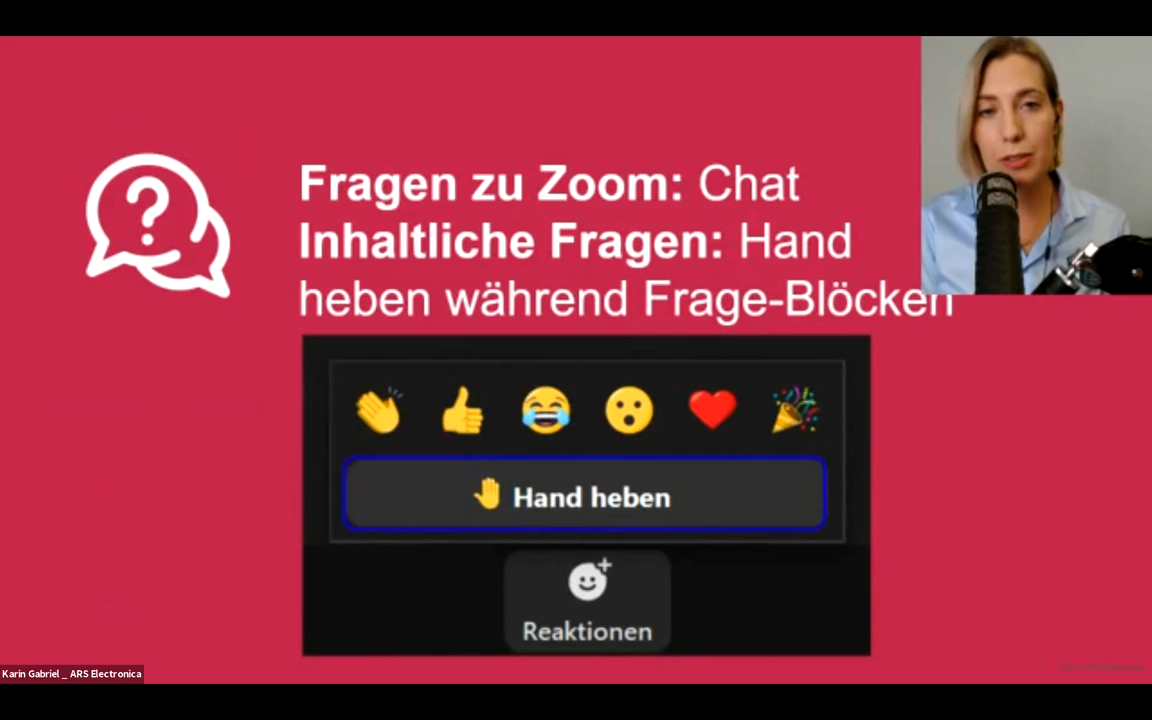 Fragen zu Zoom: Chat
Inhaltliche Fragen: Hand
heben während Frage-Blöcken
Hand heben
Reaktionen
Karin Gabriel _ ARS Electronica